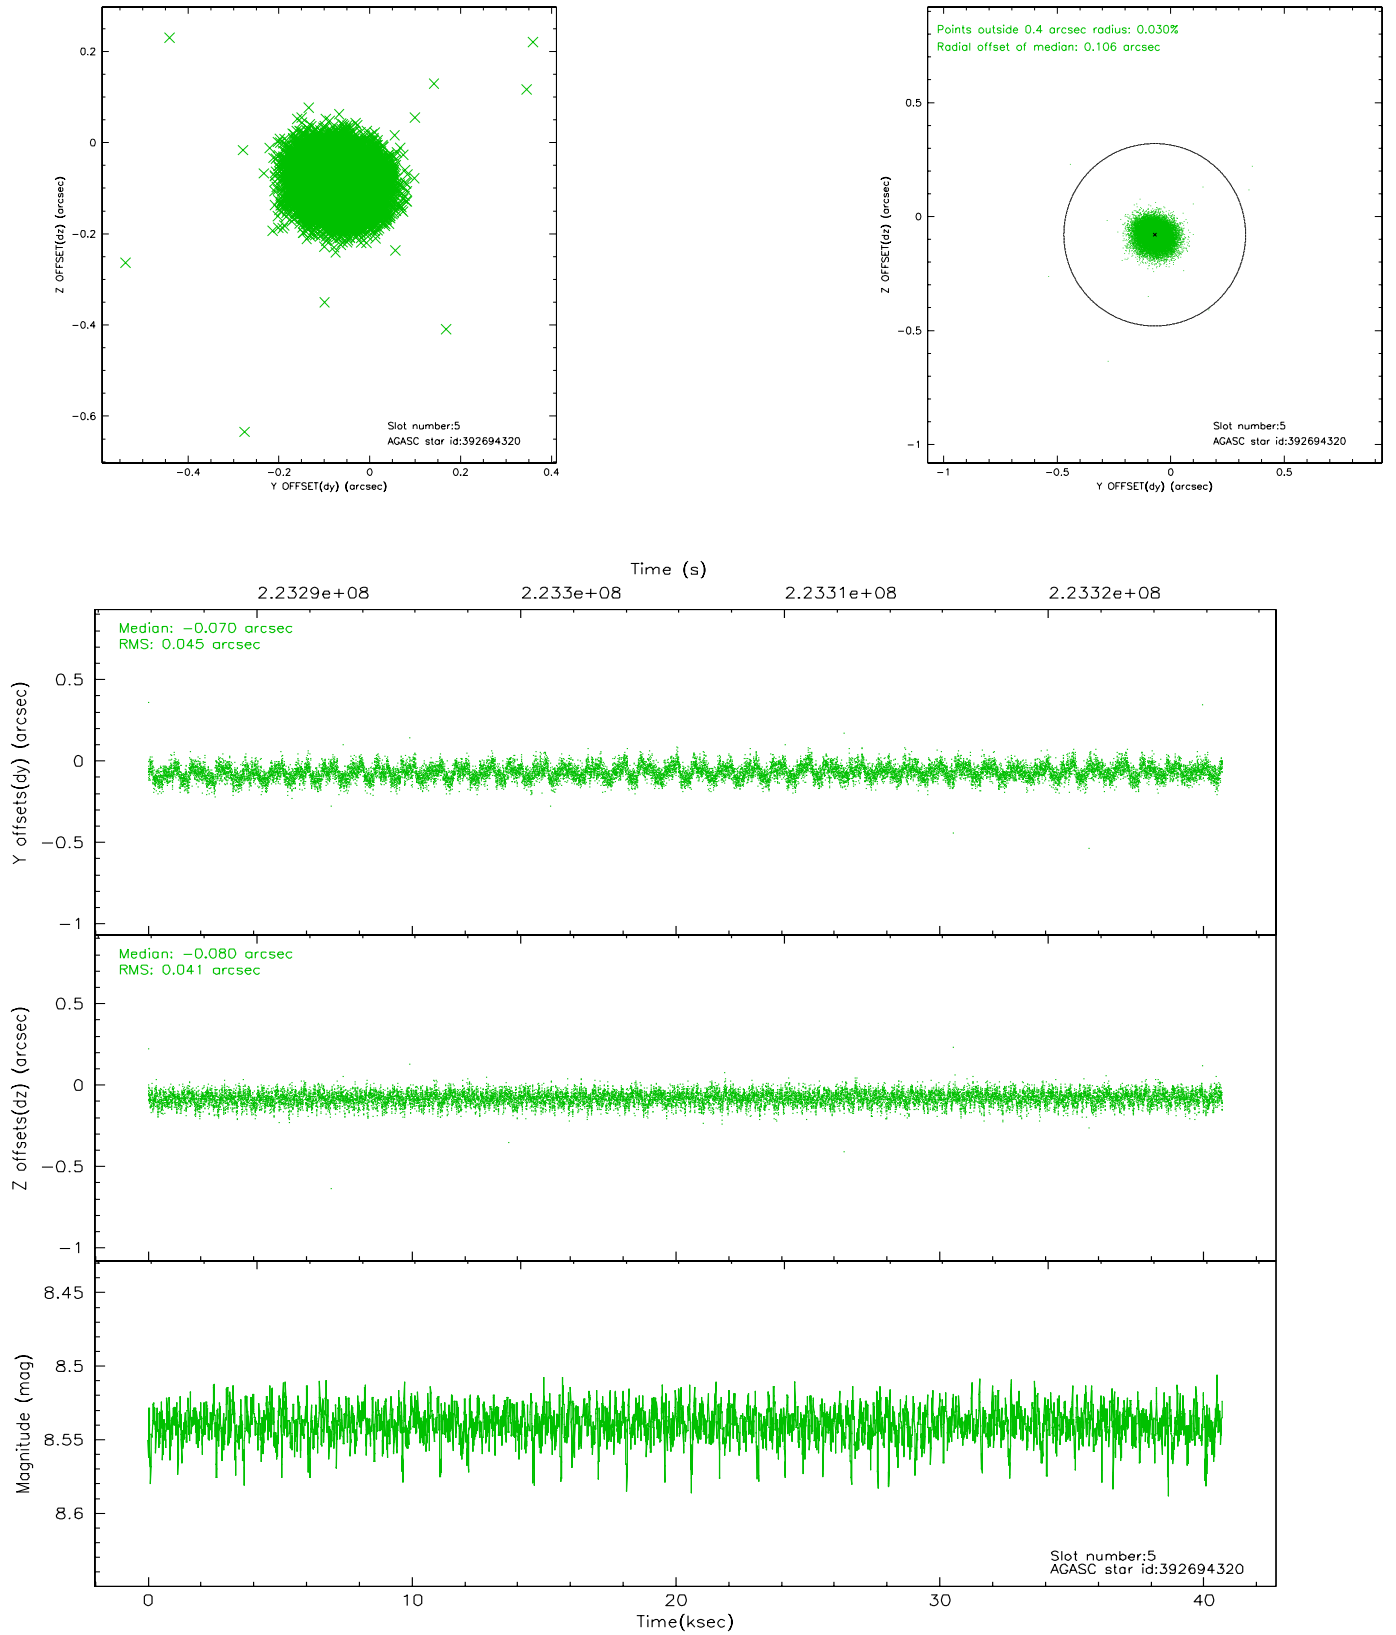 0.2
0
-0.2
-0.4
-0.6
Z OFFSET(dz) (arcsec)
Slot number:5
AGASC star id:392694320
-0.4 -0.2 0 0.2 0.4
Y OFFSET(dy) (arcsec)
Points outside 0.4 arcsec radius: 0.030%
Radial offset of median: 0.106 arcsec
0.5
0
-0.5
-1
Z OFFSET(dz) (arcsec)
Slot number:5
AGASC star id:392694320
-1 -0.5 0 0.5
Y OFFSET(dy) (arcsec)
Time (s)
2.2329e+08 2.233e+08 2.2331e+08 2.2332e+08
Median: -0.070 arcsec
RMS: 0.045 arcsec
0.5
0
-0.5
-1
Y offsets(dy) (arcsec)
Median: -0.080 arcsec
RMS: 0.041 arcsec
0.5
0
-0.5
-1
Z offsets(dz) (arcsec)
8.45
8.5
8.55
8.6
Magnitude (mag)
Slot number:5
AGASC star id:392694320
0 10 20 30 40
Time(ksec)